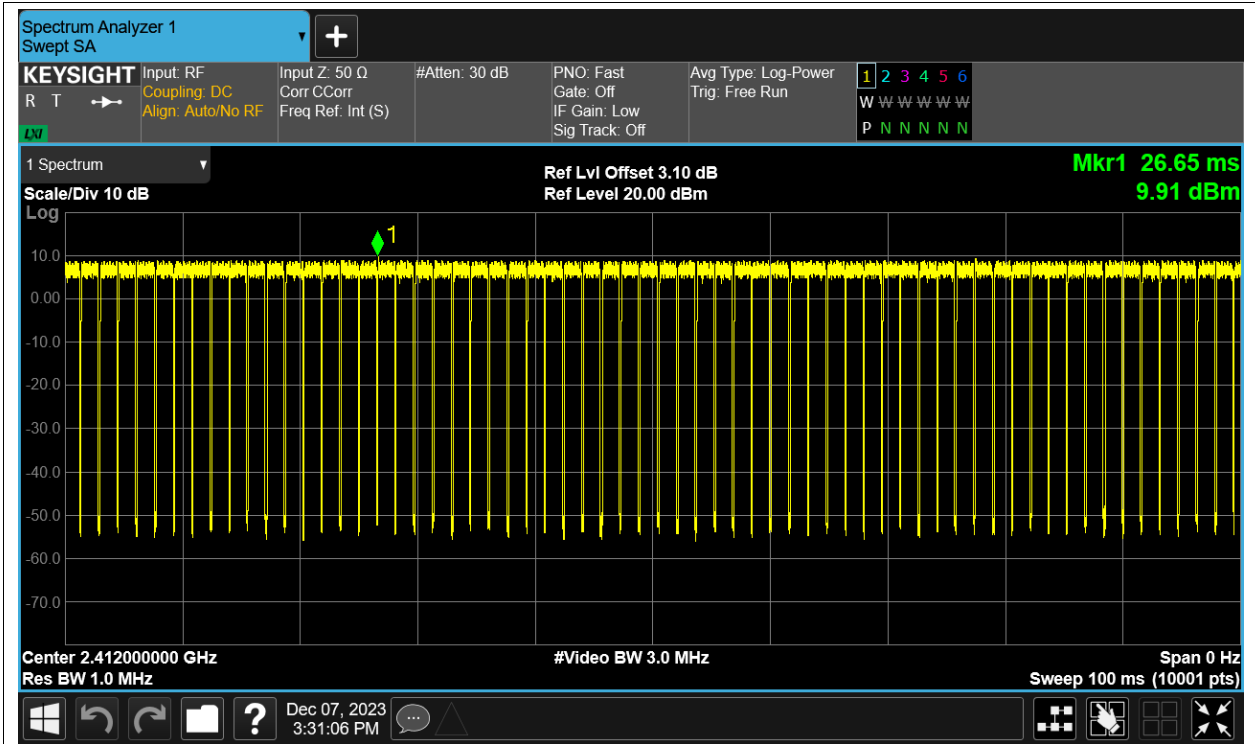 Spectrum Analyzer 1
Swept SA
KEYSIGHT
R T
LXI
Input: RF
Coupling: DC
Align: Auto/No RF
Input Z: 50 Ω
Corr CCorr
Freq Ref: Int (S)
#Atten: 30 dB
PNO: Fast
Gate: Off
IF Gain: Low
Sig Track: Off
Avg Type: Log-Power
Trig: Free Run
1 2 3 4 5 6
W W W W W W
P N N N N N
1 Spectrum
Scale/Div 10 dB
Log
Ref Lvl Offset 3.10 dB
Ref Level 20.00 dBm
Mkr1 26.65 ms
9.91 dBm
1
10.0
0.00
-10.0
-20.0
-30.0
-40.0
-50.0
-60.0
-70.0
Center 2.412000000 GHz
Res BW 1.0 MHz
#Video BW 3.0 MHz
Span 0 Hz
Sweep 100 ms (10001 pts)
?
Dec 07, 2023
3:31:06 PM